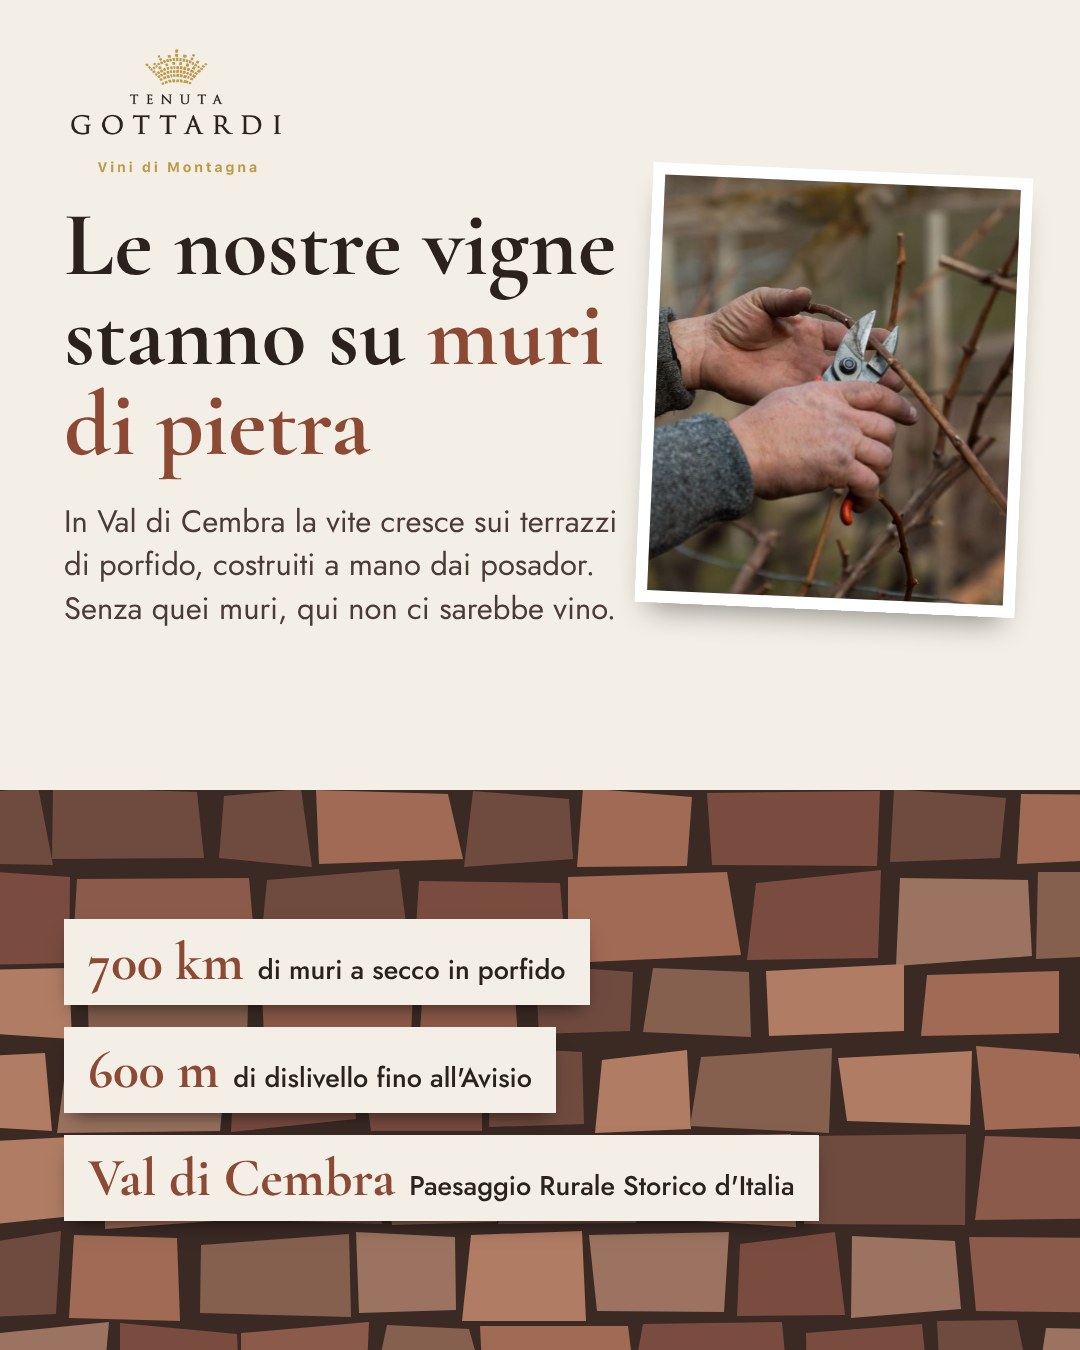 TENUTA
GOTTARDI
Vini di Montagna
Le nostre vigne
stanno su muri
di pietra
In Val di Cembra la vite cresce sui terrazzi
di porfido, costruiti a mano dai posador.
Senza quei muri, qui non ci sarebbe vino.
700 km di muri a secco in porfido
600 m di dislivello fino all'Avisio
Val di Cembra Paesaggio Rurale Storico d'Italia